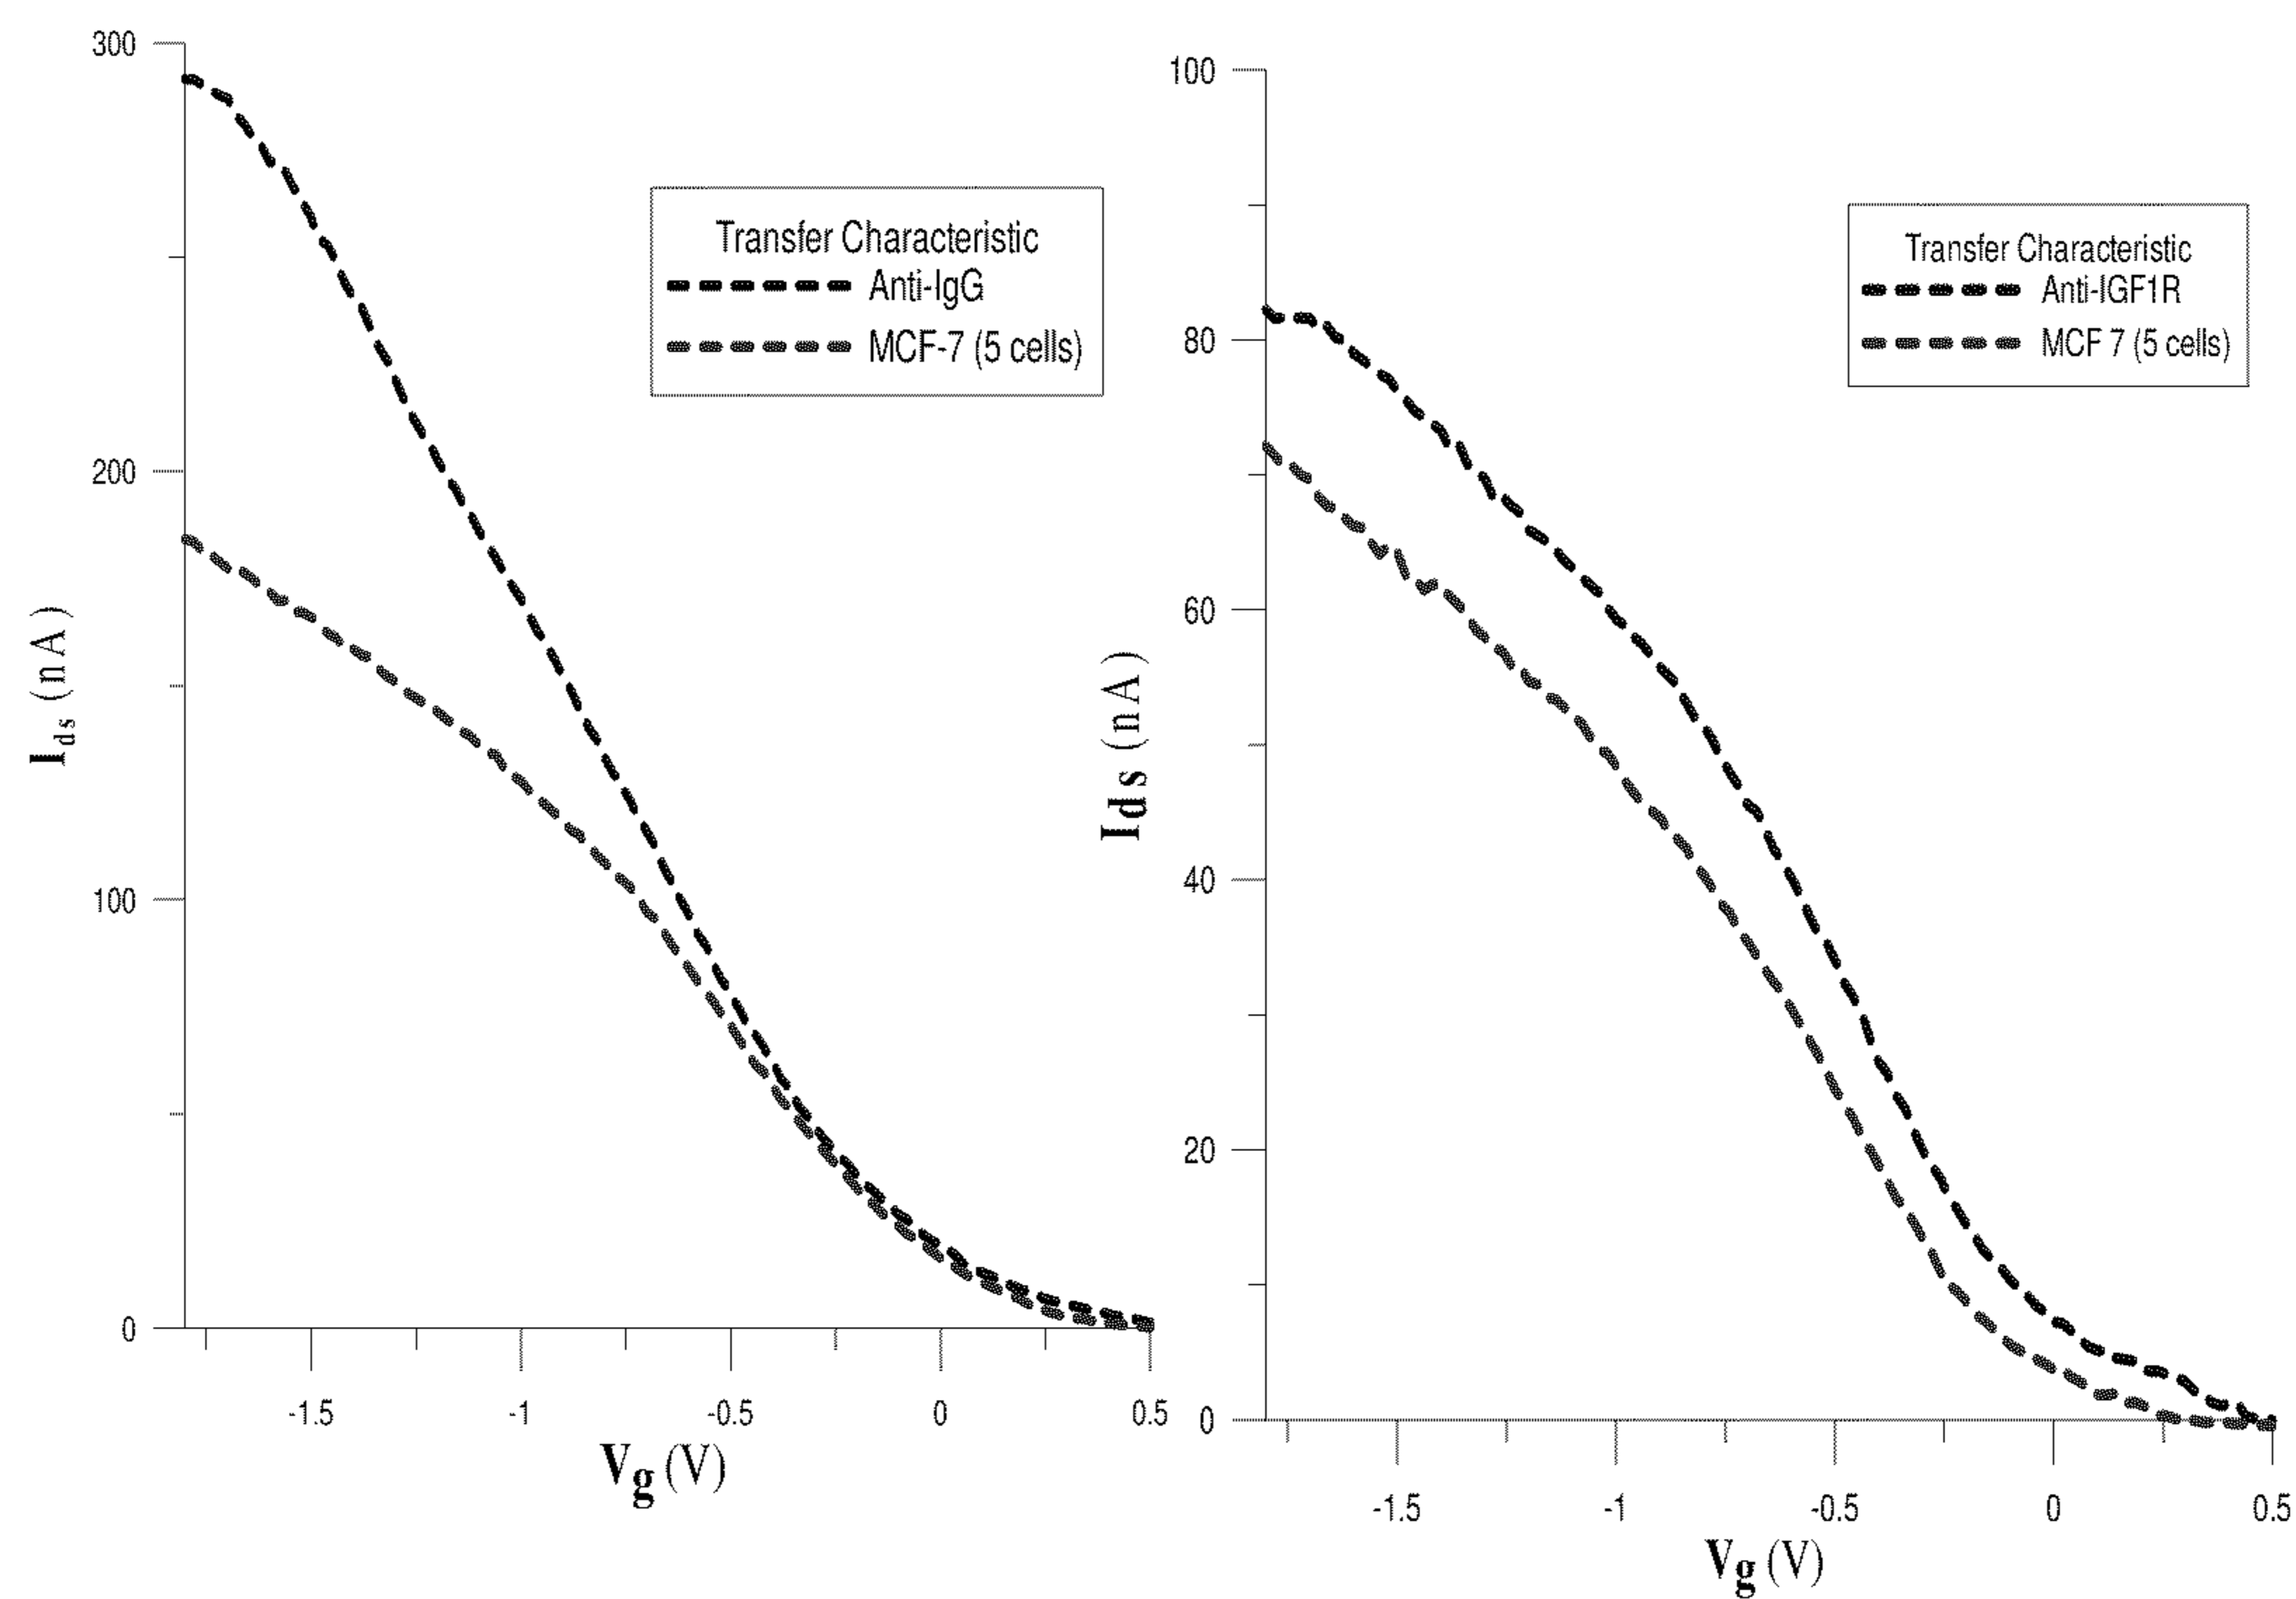 300
200
100
0
I ds (nA)
-1.5 -1 -0.5 0 0.5
Vg (V)
Transfer Characteristic
Anti-IgG
MCF-7 (5 cells)
100
80
60
40
20
0
Ids (nA)
-1.5 -1 -0.5 0 0.5
Vg (V)
Transfer Characteristic
Anti-IGF1R
MCF 7 (5 cells)